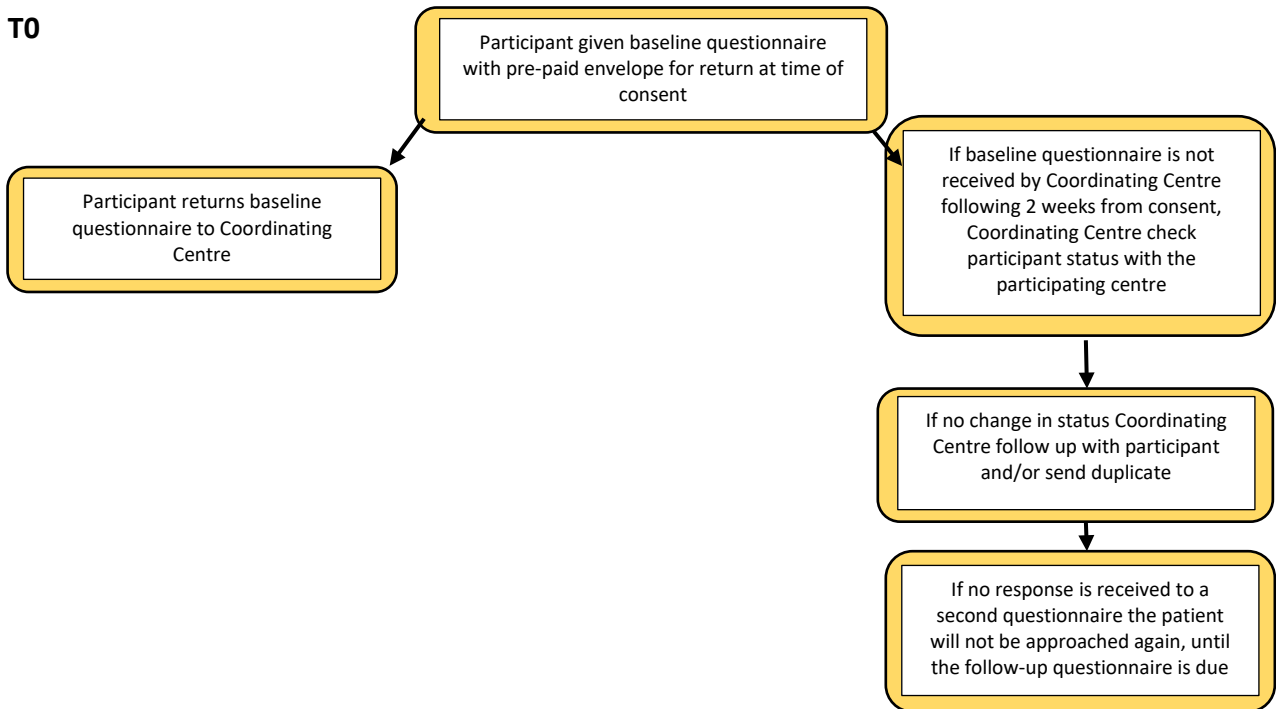 T0
Participant given baseline questionnaire
with pre-paid envelope for return at time of
consent
Participant returns baseline
questionnaire to Coordinating
Centre
If baseline questionnaire is not
received by Coordinating Centre
following 2 weeks from consent,
Coordinating Centre check
participant status with the
participating centre
If no change in status Coordinating
Centre follow up with participant
and/or send duplicate
If no response is received to a
second questionnaire the patient
will not be approached again, until
the follow-up questionnaire is due